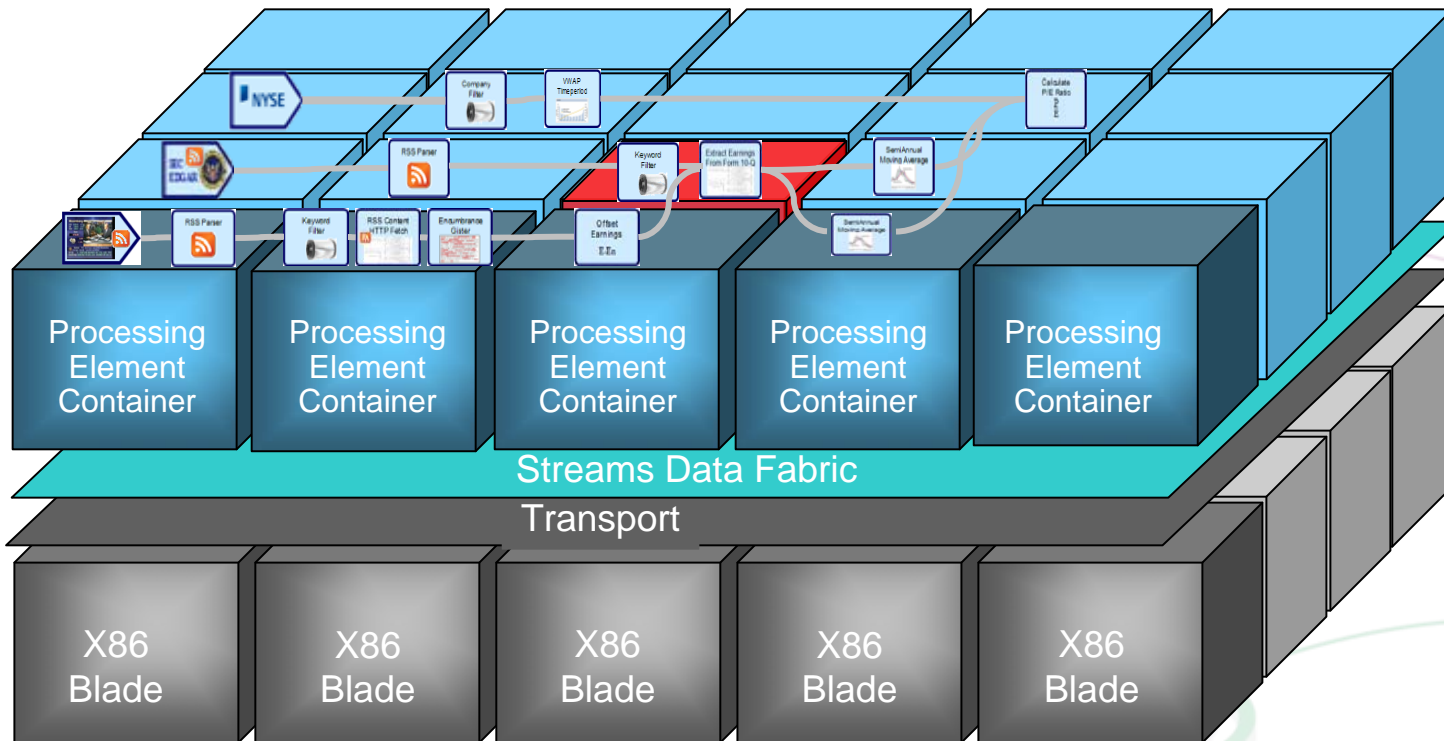 NYSE
Company
Filter
VWAP
Timeperiod
Calculate
P/E Ratio
SEC
EDGAR
RSS Parser
Keyword
Filter
Extract Earnings
From Form 10-Q
SemiAnnual
Moving Average
RSS Parser
Keyword
Filter
RSS Content
HTTP Fetch
Encumbrance
Gister
Offset
Earnings
E-En
SemiAnnual
Moving Average
Processing
Element
Container
Processing
Element
Container
Processing
Element
Container
Processing
Element
Container
Processing
Element
Container
Streams Data Fabric
Transport
X86
Blade
X86
Blade
X86
Blade
X86
Blade
X86
Blade